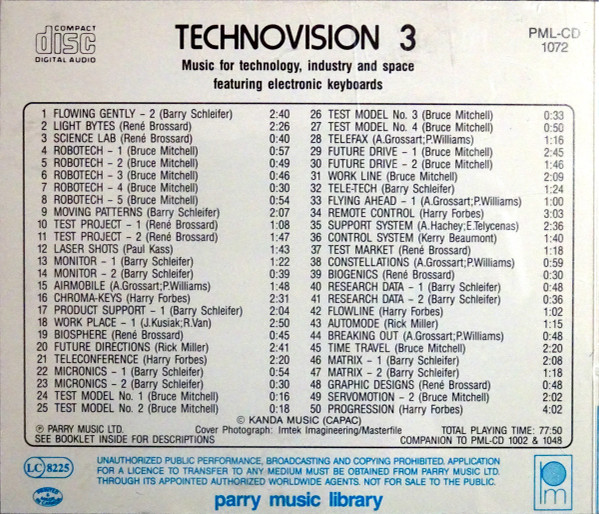 COMPACT
disc
DIGITAL AUDIO
TECHNOVISION 3
PML-CD
1072
Music for technology, industry and space
featuring electronic keyboards
1 FLOWING GENTLY - 2 (Barry Schleifer) 2:40
2 LIGHT BYTES (René Brossard) 2:26
3 SCIENCE LAB (René Brossard) 0:40
4 ROBOTECH - 1 (Bruce Mitchell) 0:57
5 ROBOTECH - 2 (Bruce Mitchell) 0:49
6 ROBOTECH - 3 (Bruce Mitchell) 0:46
7 ROBOTECH - 4 (Bruce Mitchell) 0:30
8 ROBOTECH - 5 (Bruce Mitchell) 0:54
9 MOVING PATTERNS (Barry Schleifer) 2:07
10 TEST PROJECT - 1 (René Brossard) 1:08
11 TEST PROJECT - 2 (René Brossard) 1:47
12 LASER SHOTS (Paul Kass) 1:43
13 MONITOR - 1 (Barry Schleifer) 1:22
14 MONITOR - 2 (Barry Schleifer) 0:39
15 AIRMOBILE (A.Grossart;P.Williams) 1:48
16 CHROMA-KEYS (Harry Forbes) 2:31
17 PRODUCT SUPPORT - 1 (Barry Schleifer) 2:04
18 WORK PLACE - 1 (J.Kusiak;R.Van) 2:50
19 BIOSPHERE (René Brossard) 0:45
20 FUTURE DIRECTIONS (Rick Miller) 2:41
21 TELECONFERENCE (Harry Forbes) 2:20
22 MICRONICS - 1 (Barry Schleifer) 0:54
23 MICRONICS - 2 (Barry Schleifer) 0:30
24 TEST MODEL No. 1 (Bruce Mitchell) 0:16
25 TEST MODEL No. 2 (Bruce Mitchell) 0:18
26 TEST MODEL No. 3 (Bruce Mitchell) 0:33
27 TEST MODEL No. 4 (Bruce Mitchell) 0:50
28 TELEFAX (A.Grossart;P.Williams) 1:16
29 FUTURE DRIVE - 1 (Bruce Mitchell) 2:45
30 FUTURE DRIVE - 2 (Bruce Mitchell) 1:46
31 WORK LINE (Bruce Mitchell) 2:09
32 TELE-TECH (Barry Schleifer) 1:24
33 FLYING AHEAD - 1 (A.Grossart;P.Williams) 1:00
34 REMOTE CONTROL (Harry Forbes) 3:03
35 SUPPORT SYSTEM (A.Hachey;E.Telycenas) 2:36
36 CONTROL SYSTEM (Kerry Beaumont) 1:40
37 TEST MARKET (René Brossard) 1:18
38 CONSTELLATIONS (A.Grossart;P.Williams) 0:59
39 BIOGENICS (René Brossard) 0:30
40 RESEARCH DATA - 1 (Barry Schleifer) 0:48
41 RESEARCH DATA - 2 (Barry Schleifer) 0:36
42 FLOWLINE (Harry Forbes) 1:02
43 AUTOMODE (Rick Miller) 1:15
44 BREAKING OUT (A.Grossart;P.Williams) 0:48
45 TIME TRAVEL (Bruce Mitchell) 2:20
46 MATRIX - 1 (Barry Schleifer) 2:08
47 MATRIX - 2 (Barry Schleifer) 1:18
48 GRAPHIC DESIGNS (René Brossard) 0:48
49 SERVOMOTION - 2 (Bruce Mitchell) 2:20
50 PROGRESSION (Harry Forbes) 4:02
© KANDA MUSIC (CAPAC)
℗ PARRY MUSIC LTD. Cover Photograph: Imtek Imagineering/Masterfile TOTAL PLAYING TIME: 77:50
SEE BOOKLET INSIDE FOR DESCRIPTIONS COMPANION TO PML-CD 1002 & 1048
LC 8225
UNAUTHORIZED PUBLIC PERFORMANCE, BROADCASTING AND COPYING PROHIBITED. APPLICATION
FOR A LICENCE TO TRANSFER TO ANY MEDIUM MUST BE OBTAINED FROM PARRY MUSIC LTD.
THROUGH ITS APPOINTED AUTHORIZED WORLDWIDE AGENTS. NOT FOR SALE TO THE PUBLIC.
parry music library
pm